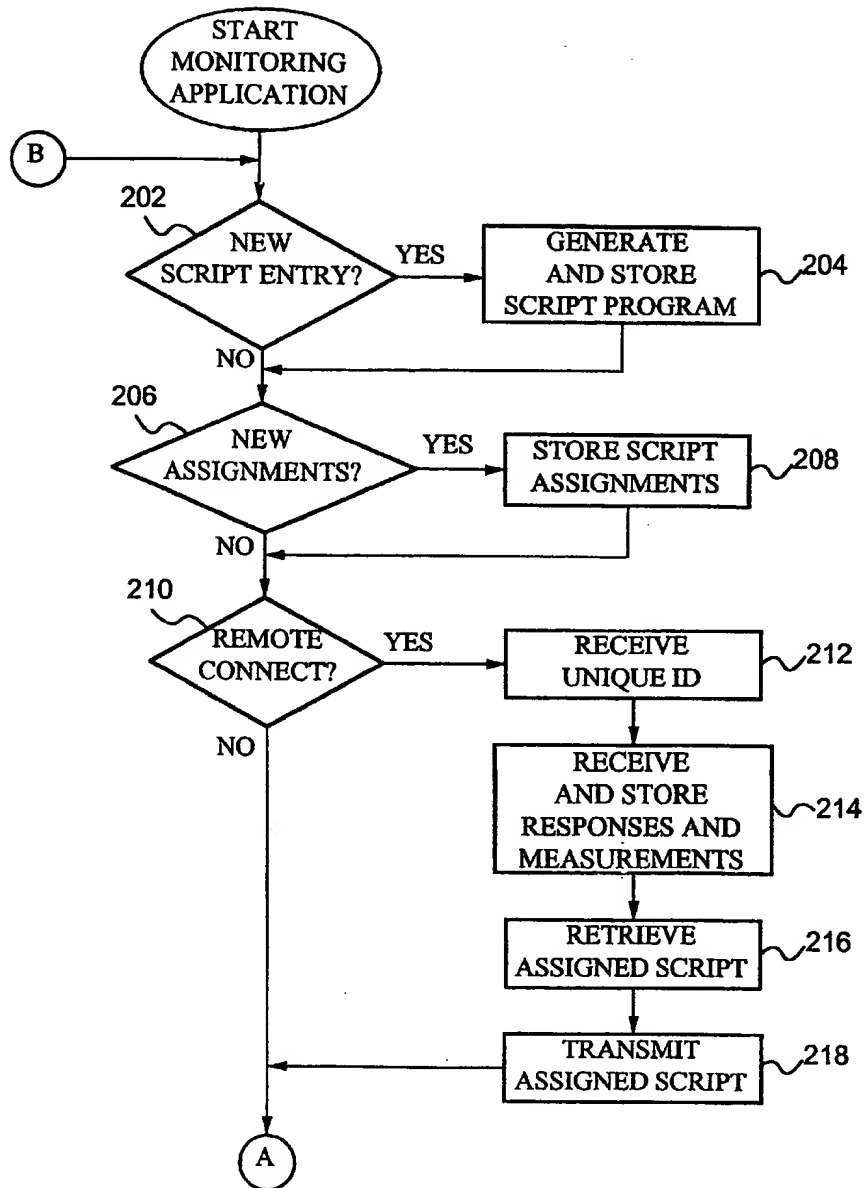 START
MONITORING
APPLICATION
B
202
NEW
SCRIPT ENTRY?
YES
GENERATE
AND STORE
SCRIPT PROGRAM
204
NO
206
NEW
ASSIGNMENTS?
YES
STORE SCRIPT
ASSIGNMENTS
208
NO
210
REMOTE
CONNECT?
YES
RECEIVE
UNIQUE ID
212
NO
RECEIVE
AND STORE
RESPONSES AND
MEASUREMENTS
214
RETRIEVE
ASSIGNED SCRIPT
216
TRANSMIT
ASSIGNED SCRIPT
218
A